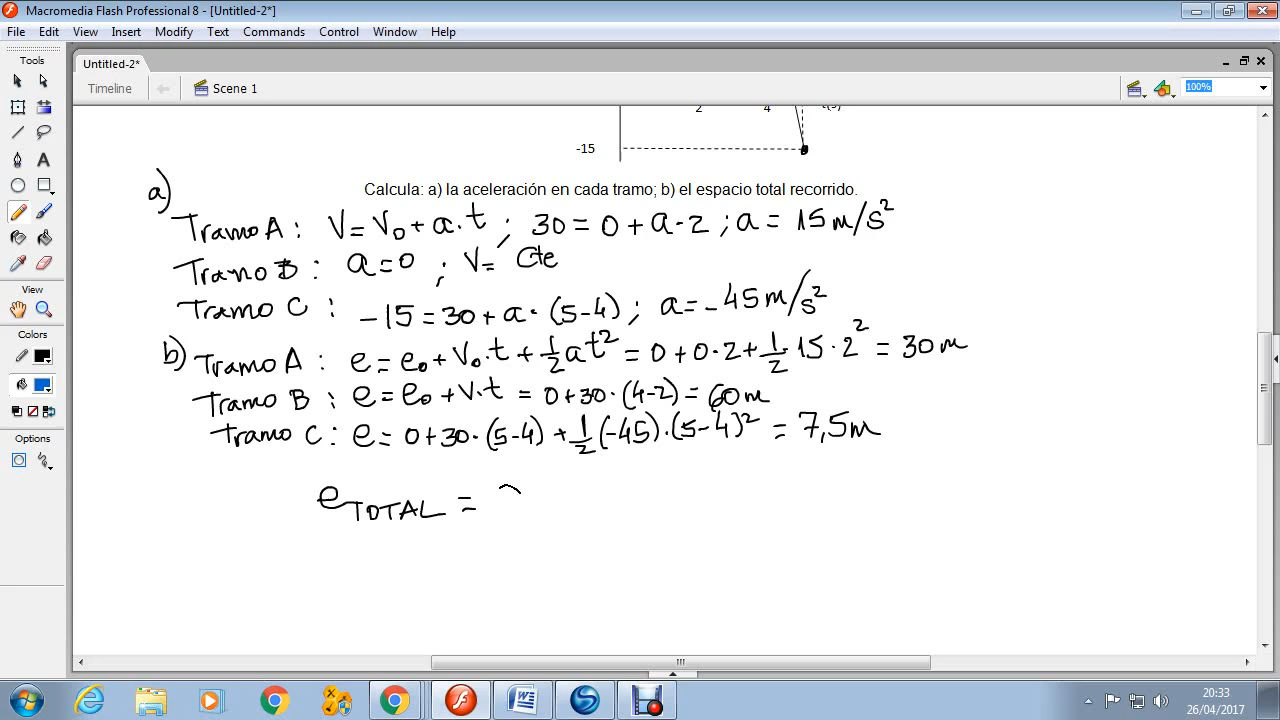 Macromedia Flash Professional 8 - [Untitled-2*]
File Edit View Insert Modify Text Commands Control Window Help
Tools
Untitled-2*
Timeline
Scene 1
100%
2 4 t(s)
-15
Calcula: a) la aceleración en cada tramo; b) el espacio total recorrido.
a)
Tramo A : V = V₀ + a · t ; 30 = 0 + a · 2 ; a = 15 m/s²
Tramo B : a = 0 ; V = Cte
Tramo C : -15 = 30 + a · (5-4) ; a = -45 m/s²
b) Tramo A : e = e₀ + V₀ · t + 1/2 at² = 0 + 0 · 2 + 1/2 · 15 · 2² = 30 m
Tramo B : e = e₀ + V · t = 0 + 30 · (4-2) = 60 m
Tramo C : e = 0 + 30 · (5-4) + 1/2 (-45) · (5-4)² = 7,5 m
e TOTAL =
View
Colors
Options
20:33
26/04/2017